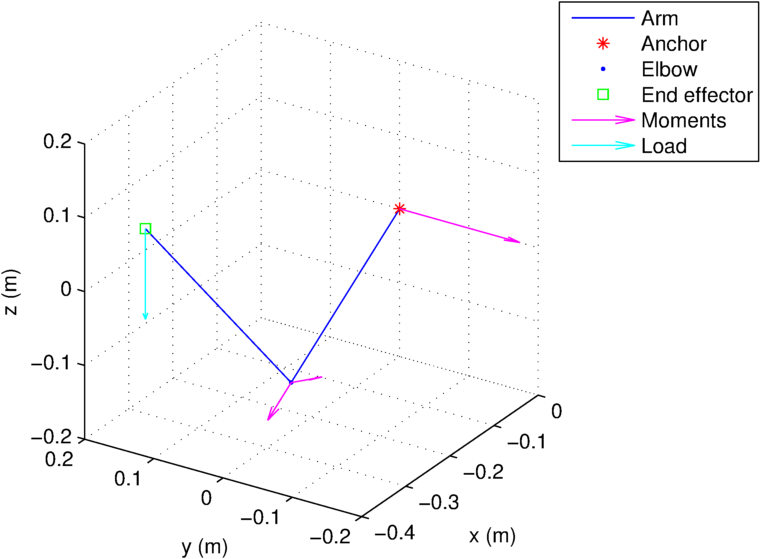 Arm
Anchor
Elbow
End effector
Moments
Load
0.2
0.1
0
−0.1
−0.2
z (m)
0.2
0.1
0
−0.1
−0.2
y (m)
0
−0.1
−0.2
−0.3
−0.4
x (m)